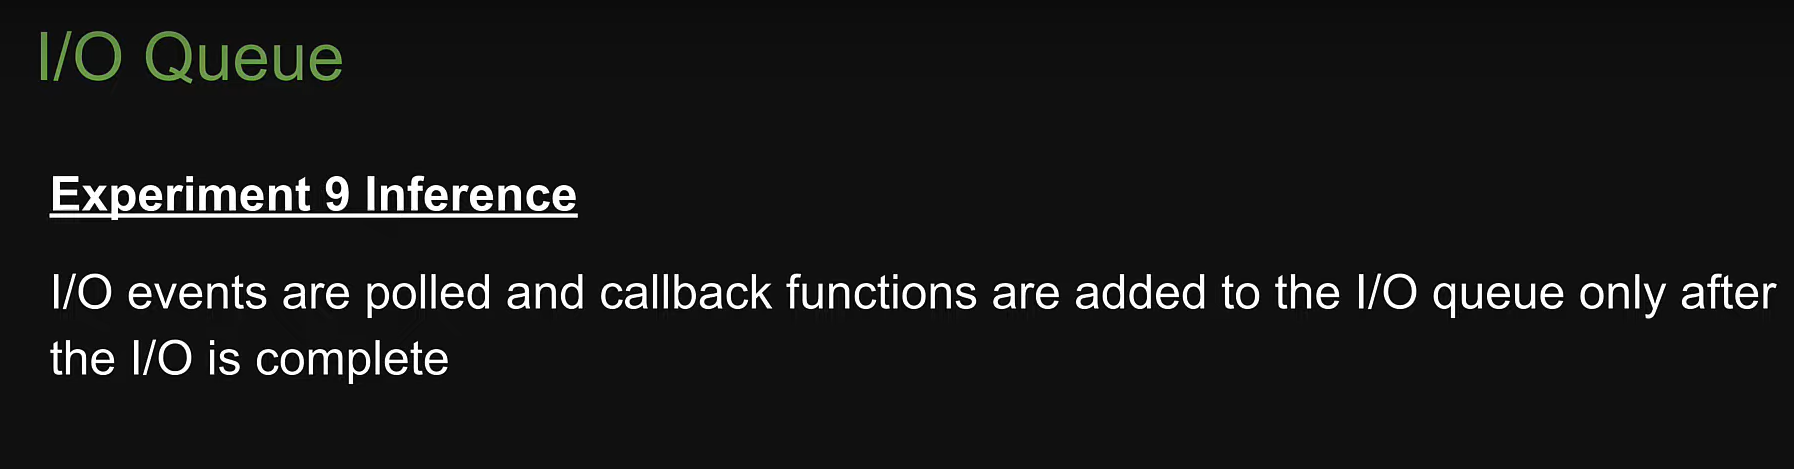 I/O Queue
Experiment 9 Inference
I/O events are polled and callback functions are added to the I/O queue only after
the I/O is complete